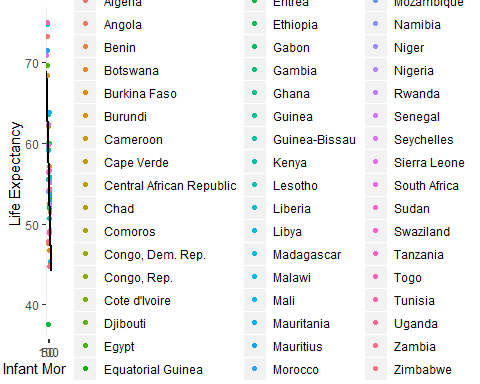 Algeria
Angola
Benin
Botswana
Burkina Faso
Burundi
Cameroon
Cape Verde
Central African Republic
Chad
Comoros
Congo, Dem. Rep.
Congo, Rep.
Cote d'Ivoire
Djibouti
Egypt
Equatorial Guinea
Eritrea
Ethiopia
Gabon
Gambia
Ghana
Guinea
Guinea-Bissau
Kenya
Lesotho
Liberia
Libya
Madagascar
Malawi
Mali
Mauritania
Mauritius
Morocco
Mozambique
Namibia
Niger
Nigeria
Rwanda
Senegal
Seychelles
Sierra Leone
South Africa
Sudan
Swaziland
Tanzania
Togo
Tunisia
Uganda
Zambia
Zimbabwe
Life Expectancy
70
60
50
40
Infant Mor